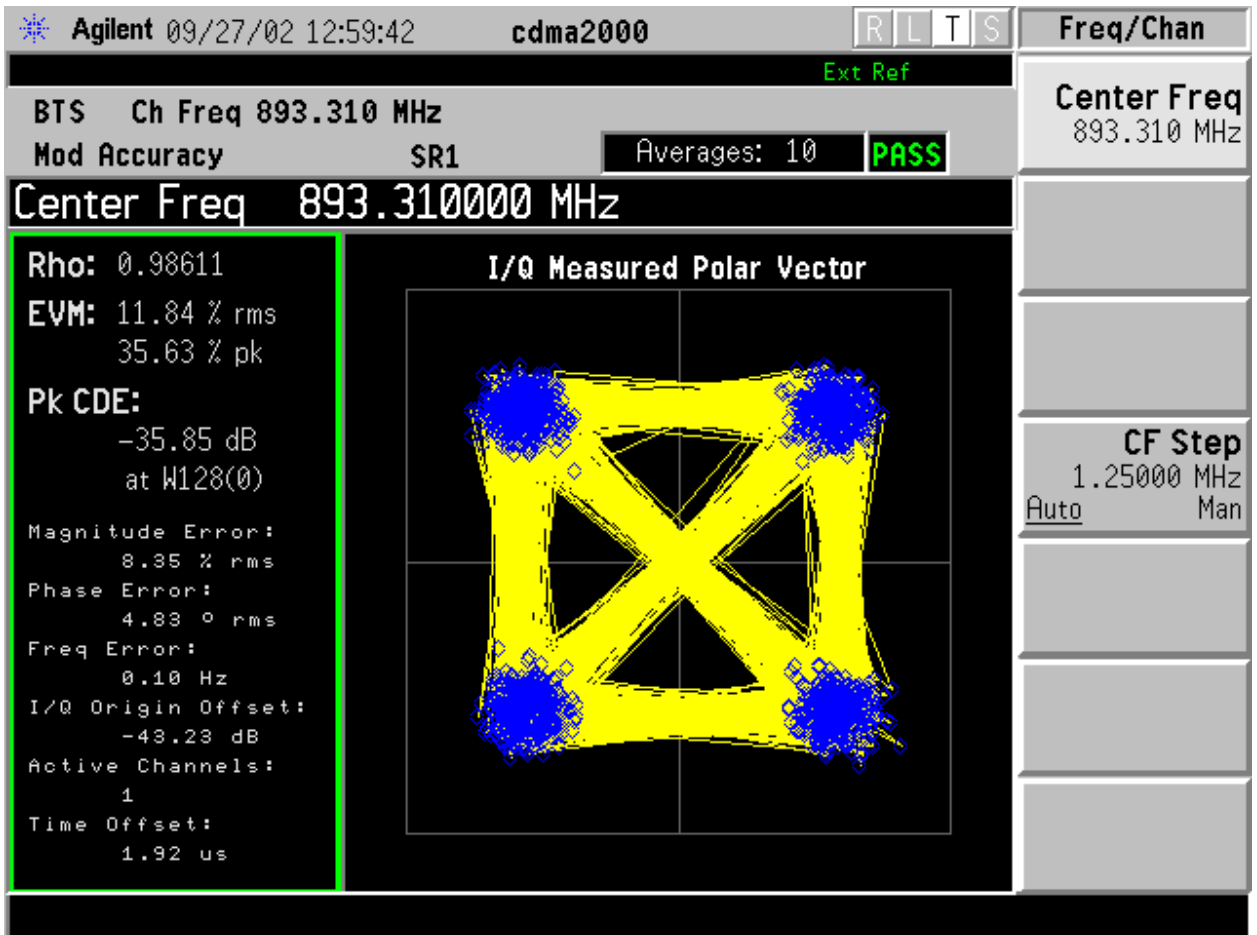 Agilent 09/27/02 12:59:42 cdma2000 R L T S
Ext Ref
BTS Ch Freq 893.310 MHz
Mod Accuracy SR1 Averages: 10 PASS
Center Freq 893.310000 MHz
Rho: 0.98611
EVM: 11.84 % rms
35.63 % pk
Pk CDE:
-35.85 dB
at W128(0)
Magnitude Error:
8.35 % rms
Phase Error:
4.83 º rms
Freq Error:
0.10 Hz
I/Q Origin Offset:
-43.23 dB
Active Channels:
1
Time Offset:
1.92 us
I/Q Measured Polar Vector
Freq/Chan
Center Freq
893.310 MHz
CF Step
1.25000 MHz
Auto Man